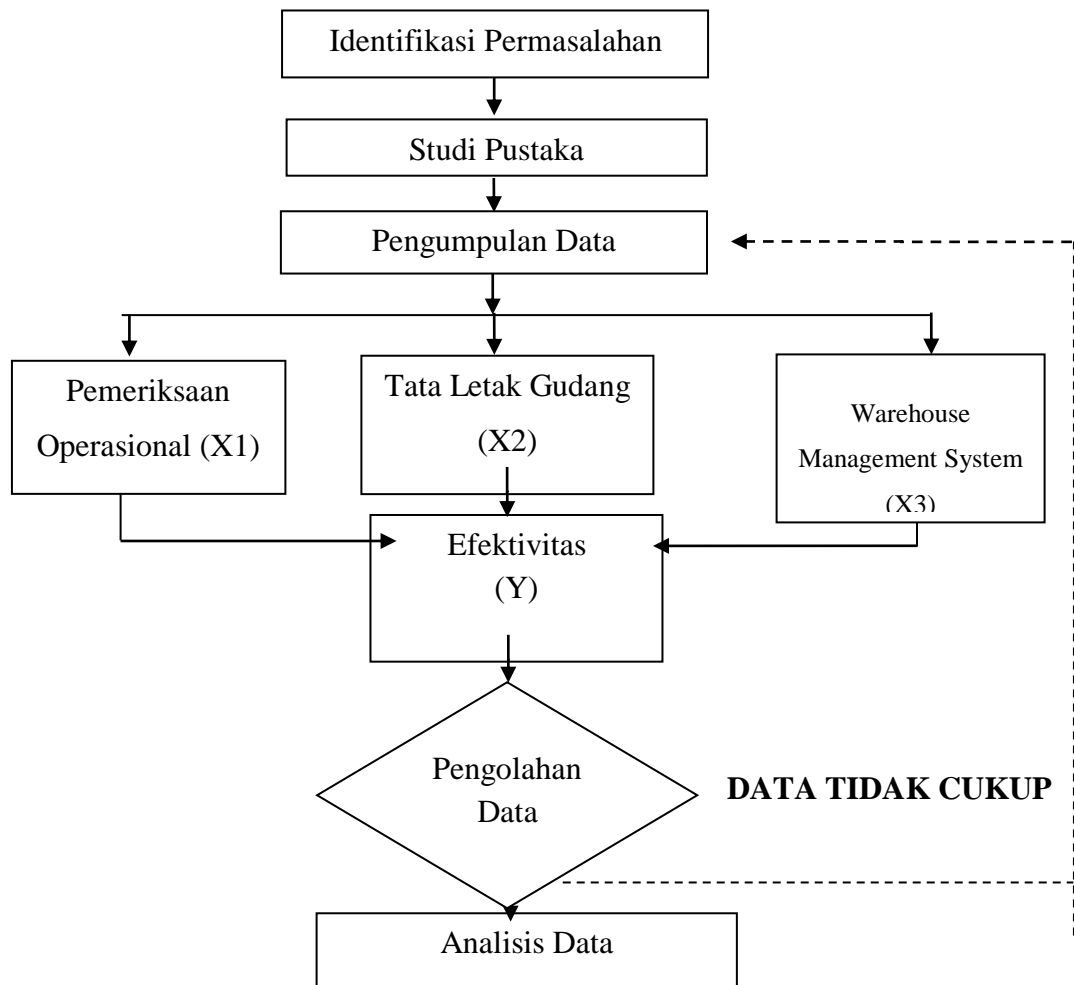 Identifikasi Permasalahan
Studi Pustaka
Pengumpulan Data
Pemeriksaan
Operasional (X1)
Tata Letak Gudang
(X2)
Warehouse
Management System
(X3)
Efektivitas
(Y)
Pengolahan
Data
DATA TIDAK CUKUP
Analisis Data